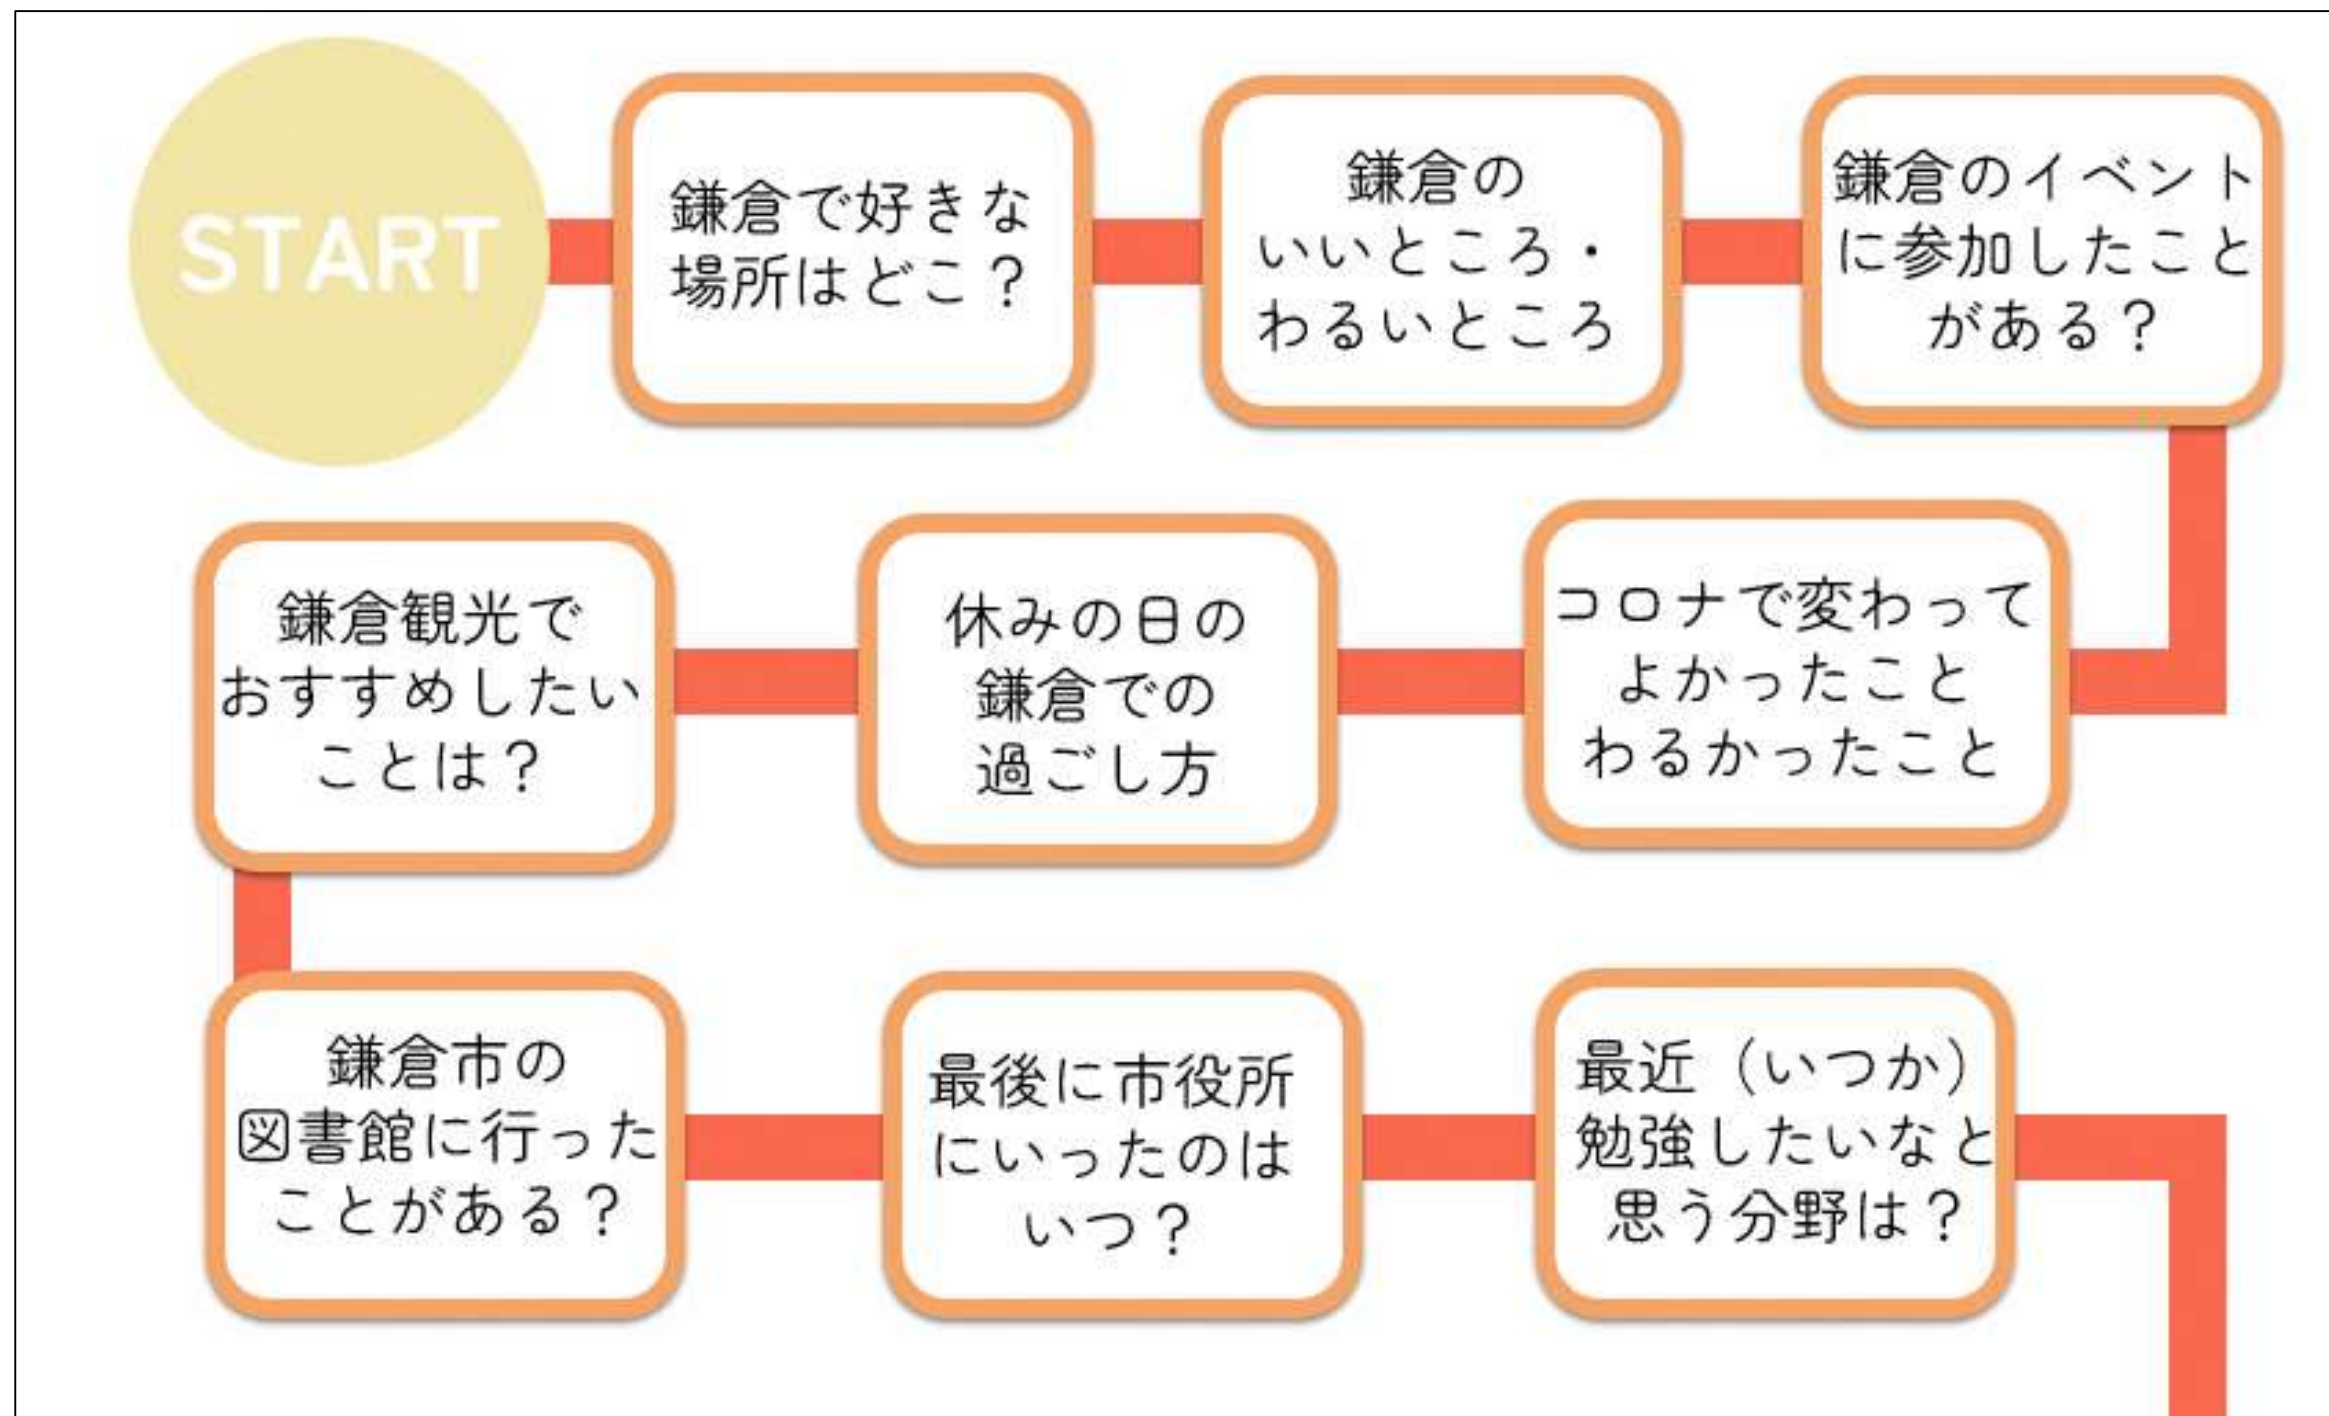 START
鎌倉で好きな
場所はどこ？
鎌倉の
いいところ・
わるいところ
鎌倉のイベント
に参加したこと
がある？
コロナで変わって
よかったこと
わるかったこと
休みの日の
鎌倉での
過ごし方
鎌倉観光で
おすすめしたい
ことは？
鎌倉市の
図書館に行った
ことがある？
最後に市役所
にいったのは
いつ？
最近（いつか）
勉強したいなと
思う分野は？